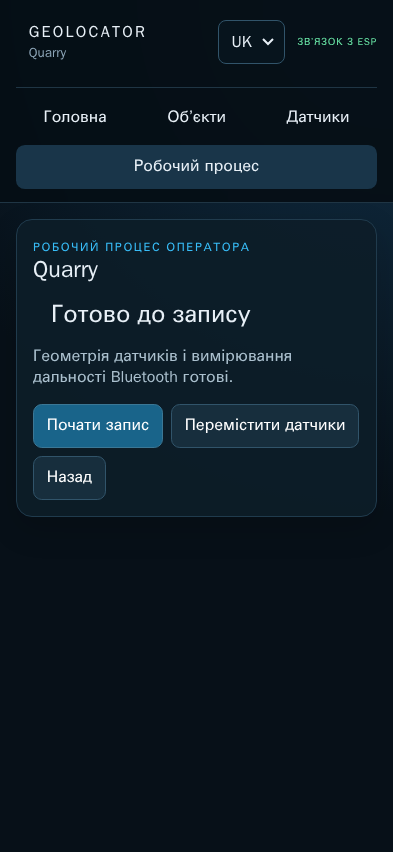 GEOLOCATOR
Quarry
UK
ЗВ'ЯЗОК З ESP
Головна
Об'єкти
Датчики
Робочий процес
РОБОЧИЙ ПРОЦЕС ОПЕРАТОРА
Quarry
Готово до запису
Геометрія датчиків і вимірювання
дальності Bluetooth готові.
Почати запис
Перемістити датчики
Назад